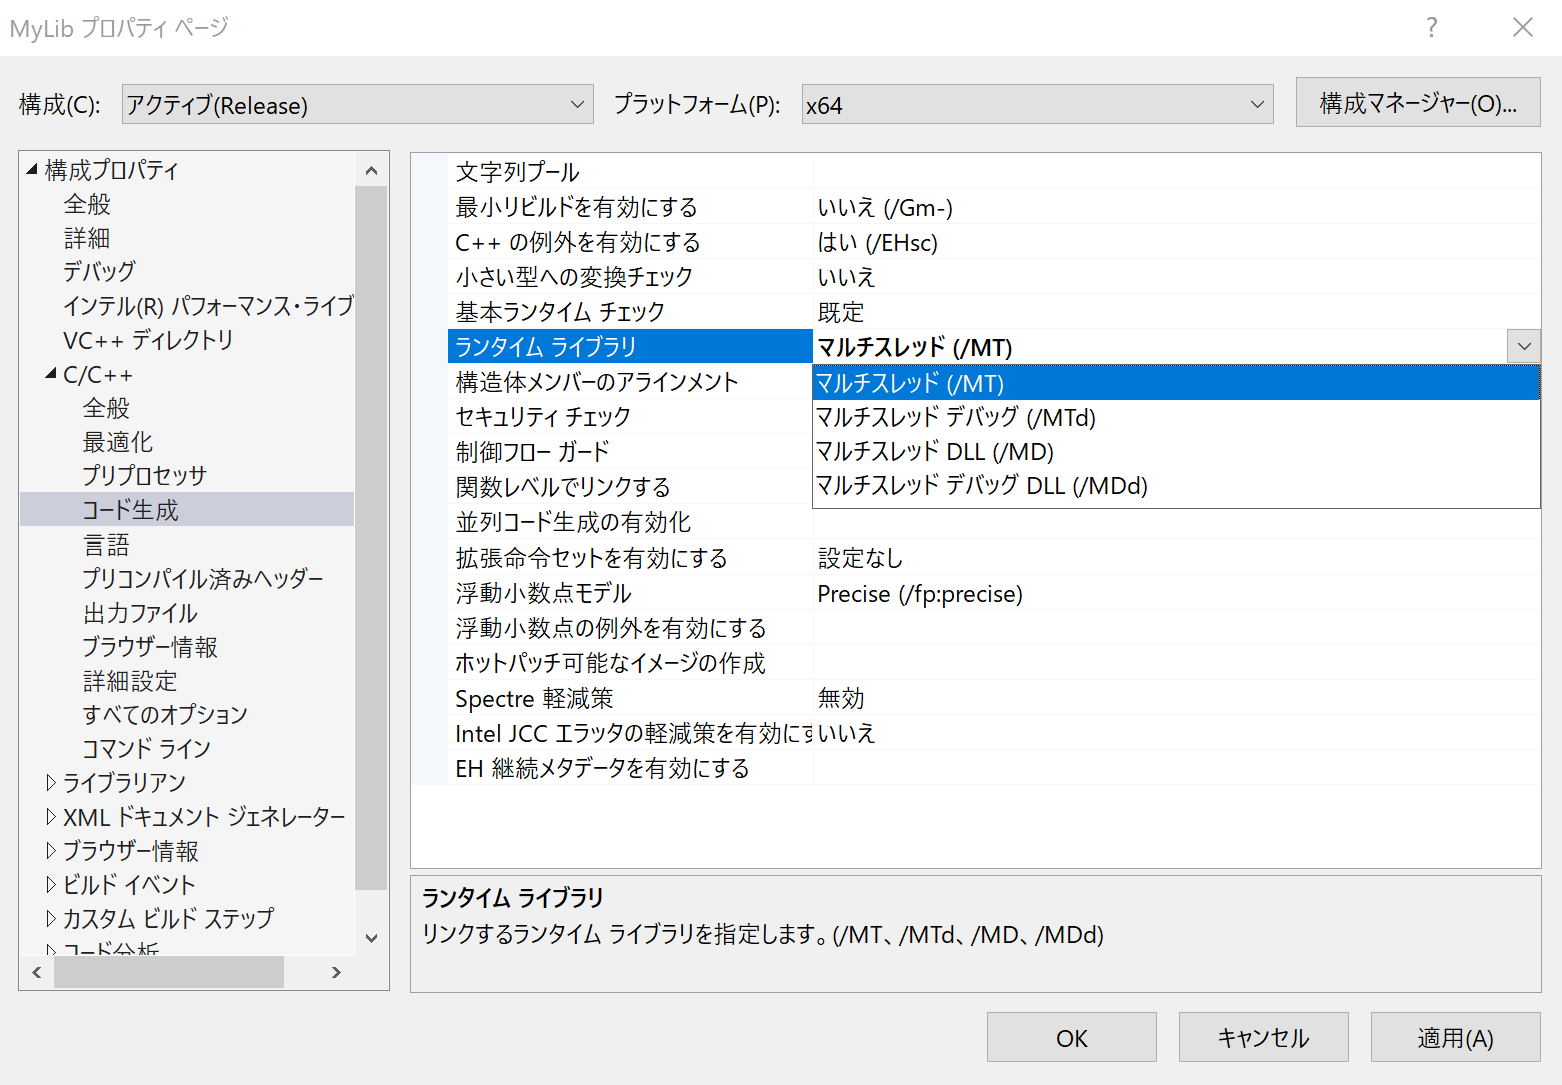 MyLib プロパティ ページ
?
構成(C): アクティブ(Release) プラットフォーム(P): x64 構成マネージャー(O)...
構成プロパティ
全般
詳細
デバッグ
インテル(R) パフォーマンス・ライブ
VC++ ディレクトリ
C/C++
全般
最適化
プリプロセッサ
コード生成
言語
プリコンパイル済みヘッダー
出力ファイル
ブラウザー情報
詳細設定
すべてのオプション
コマンド ライン
ライブラリアン
XML ドキュメント ジェネレーター
ブラウザー情報
ビルド イベント
カスタム ビルド ステップ
コード分析
文字列プール
最小リビルドを有効にする いいえ (/Gm-)
C++ の例外を有効にする はい (/EHsc)
小さい型への変換チェック いいえ
基本ランタイム チェック 既定
ランタイム ライブラリ マルチスレッド (/MT)
構造体メンバーのアラインメント
セキュリティ チェック
制御フロー ガード
関数レベルでリンクする
マルチスレッド (/MT)
マルチスレッド デバッグ (/MTd)
マルチスレッド DLL (/MD)
マルチスレッド デバッグ DLL (/MDd)
並列コード生成の有効化
拡張命令セットを有効にする 設定なし
浮動小数点モデル Precise (/fp:precise)
浮動小数点の例外を有効にする
ホットパッチ可能なイメージの作成
Spectre 軽減策 無効
Intel JCC エラッタの軽減策を有効にす いいえ
EH 継続メタデータを有効にする
ランタイム ライブラリ
リンクするランタイム ライブラリを指定します。(/MT、/MTd、/MD、/MDd)
OK キャンセル 適用(A)